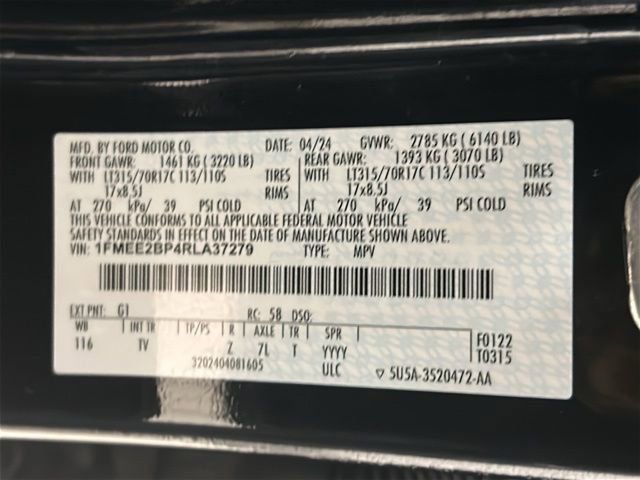 MFD. BY FORD MOTOR CO. DATE: 04/24 GVWR: 2785 KG ( 6140 LB)
FRONT GAWR: 1461 KG ( 3220 LB) REAR GAWR: 1393 KG ( 3070 LB)
WITH LT315/70R17C 113/110S TIRES WITH LT315/70R17C 113/110S TIRES
17x8.5J RIMS 17x8.5J RIMS
AT 270 kPa/ 39 PSI COLD AT 270 kPa/ 39 PSI COLD
THIS VEHICLE CONFORMS TO ALL APPLICABLE FEDERAL MOTOR VEHICLE
SAFETY STANDARDS IN EFFECT ON THE DATE OF MANUFACTURE SHOWN ABOVE.
VIN: 1FMEE2BP4RLA37279 TYPE: MPV
EXT PNT: G1 RC: 58 DSO:
WB INT TR TP/PS R AXLE TR SPR F0122
116 TV Z 7L T YYYY T0315
3202404081605 ULC ▽ 5U5A-3520472-AA